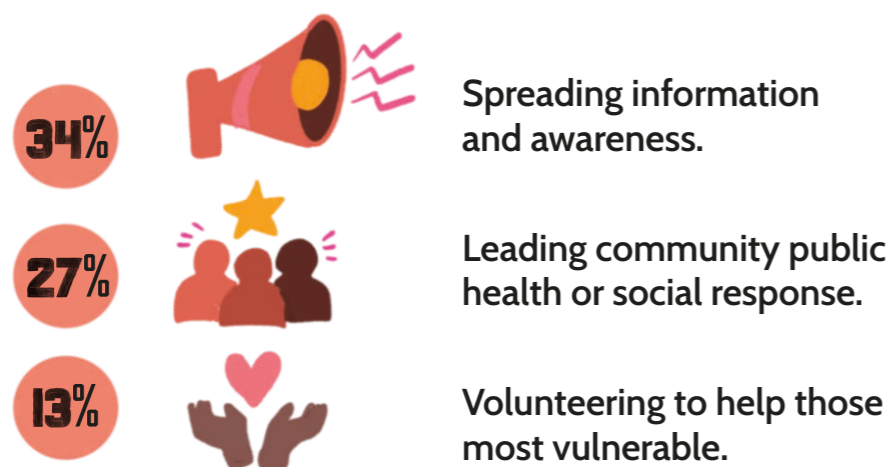 34%
Spreading information
and awareness.
27%
Leading community public
health or social response.
13%
Volunteering to help those
most vulnerable.